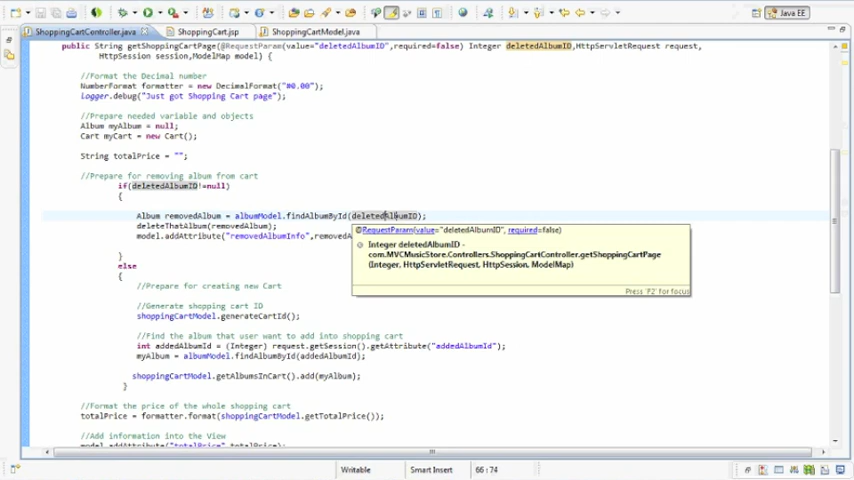 Java EE
ShoppingCartController.java ShoppingCart.jsp ShoppingCartModel.java
public String getShoppingCartPage(@RequestParam(value="deletedAlbumID",required=false) Integer deletedAlbumID,HttpServletRequest request,
HttpSession session,ModelMap model) {
//Format the Decimal number
NumberFormat formatter = new DecimalFormat("#0.00");
Logger.debug("Just got Shopping Cart page");
//Prepare needed variable and objects
Album myAlbum = null;
Cart myCart = new Cart();
String totalPrice = "";
//Prepare for removing album from cart
if(deletedAlbumID!=null)
{
Album removedAlbum = albumModel.findAlbumById(deletedAlbumID);
deleteThatAlbum(removedAlbum);
model.addAttribute("removedAlbumInfo",removedA
@RequestParam(value="deletedAlbumID", required=false)
Integer deletedAlbumID -
com.MVCMusicStore.Controllers.ShoppingCartController.getShoppingCartPage
(Integer, HttpServletRequest, HttpSession, ModelMap)
Press 'F2' for focus
}
else
{
//Prepare for creating new Cart
//Generate shopping cart ID
shoppingCartModel.generateCartId();
//Find the album that user want to add into shopping cart
int addedAlbumId = (Integer) request.getSession().getAttribute("addedAlbumId");
myAlbum = albumModel.findAlbumById(addedAlbumId);
shoppingCartModel.getAlbumsInCart().add(myAlbum);
}
//Format the price of the whole shopping cart
totalPrice = formatter.format(shoppingCartModel.getTotalPrice());
//Add information into the View
model.addAttribute("totalPrice",totalPrice);
Writable Smart Insert 66 : 74